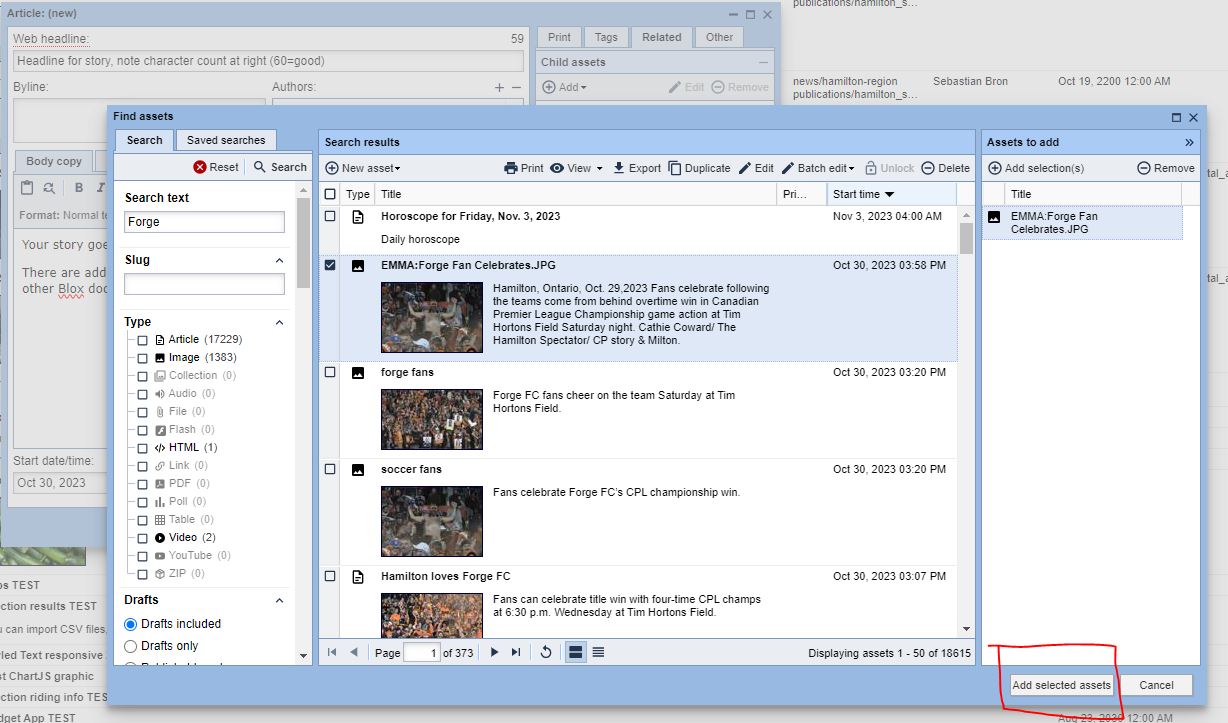 Article: (new)
Web headline:
59
Headline for story, note character count at right (60=good)
Byline:
Authors:
Print
Tags
Related
Other
Child assets
Add
Edit
Remove
publications/hamilton_s...
news/hamilton-region
publications/hamilton_s...
Sebastian Bron
Oct 19, 2200 12:00 AM
Body copy
B
I
Format: Normal te
Your story goe
There are add
other Blox doc
Start date/time:
Oct 30, 2023
Find assets
Search
Saved searches
Reset
Search
Search text
Forge
Slug
Type
Article (17229)
Image (1383)
Collection (0)
Audio (0)
File (0)
Flash (0)
HTML (1)
Link (0)
PDF (0)
Poll (0)
Table (0)
Video (2)
YouTube (0)
ZIP (0)
Drafts
Drafts included
Drafts only
Search results
New asset
Print
View
Export
Duplicate
Edit
Batch edit
Unlock
Delete
Type
Title
Pri...
Start time
Horoscope for Friday, Nov. 3, 2023
Nov 3, 2023 04:00 AM
Daily horoscope
EMMA:Forge Fan Celebrates.JPG
Oct 30, 2023 03:58 PM
Hamilton, Ontario, Oct. 29,2023 Fans celebrate following
the teams come from behind overtime win in Canadian
Premier League Championship game action at Tim
Hortons Field Saturday night. Cathie Coward/ The
Hamilton Spectator/ CP story & Milton.
forge fans
Oct 30, 2023 03:20 PM
Forge FC fans cheer on the team Saturday at Tim
Hortons Field.
soccer fans
Oct 30, 2023 03:20 PM
Fans celebrate Forge FC's CPL championship win.
Hamilton loves Forge FC
Oct 30, 2023 03:07 PM
Fans can celebrate title win with four-time CPL champs
at 6:30 p.m. Wednesday at Tim Hortons Field.
Page 1 of 373
Displaying assets 1 - 50 of 18615
Assets to add
Add selection(s)
Remove
Title
EMMA:Forge Fan
Celebrates.JPG
Add selected assets
Cancel
os TEST
ction results TEST
u can import CSV files,
led Text responsive
st ChartJS graphic
ction riding info TES
dget App TEST
tal_a
tal_a
12:00 AM